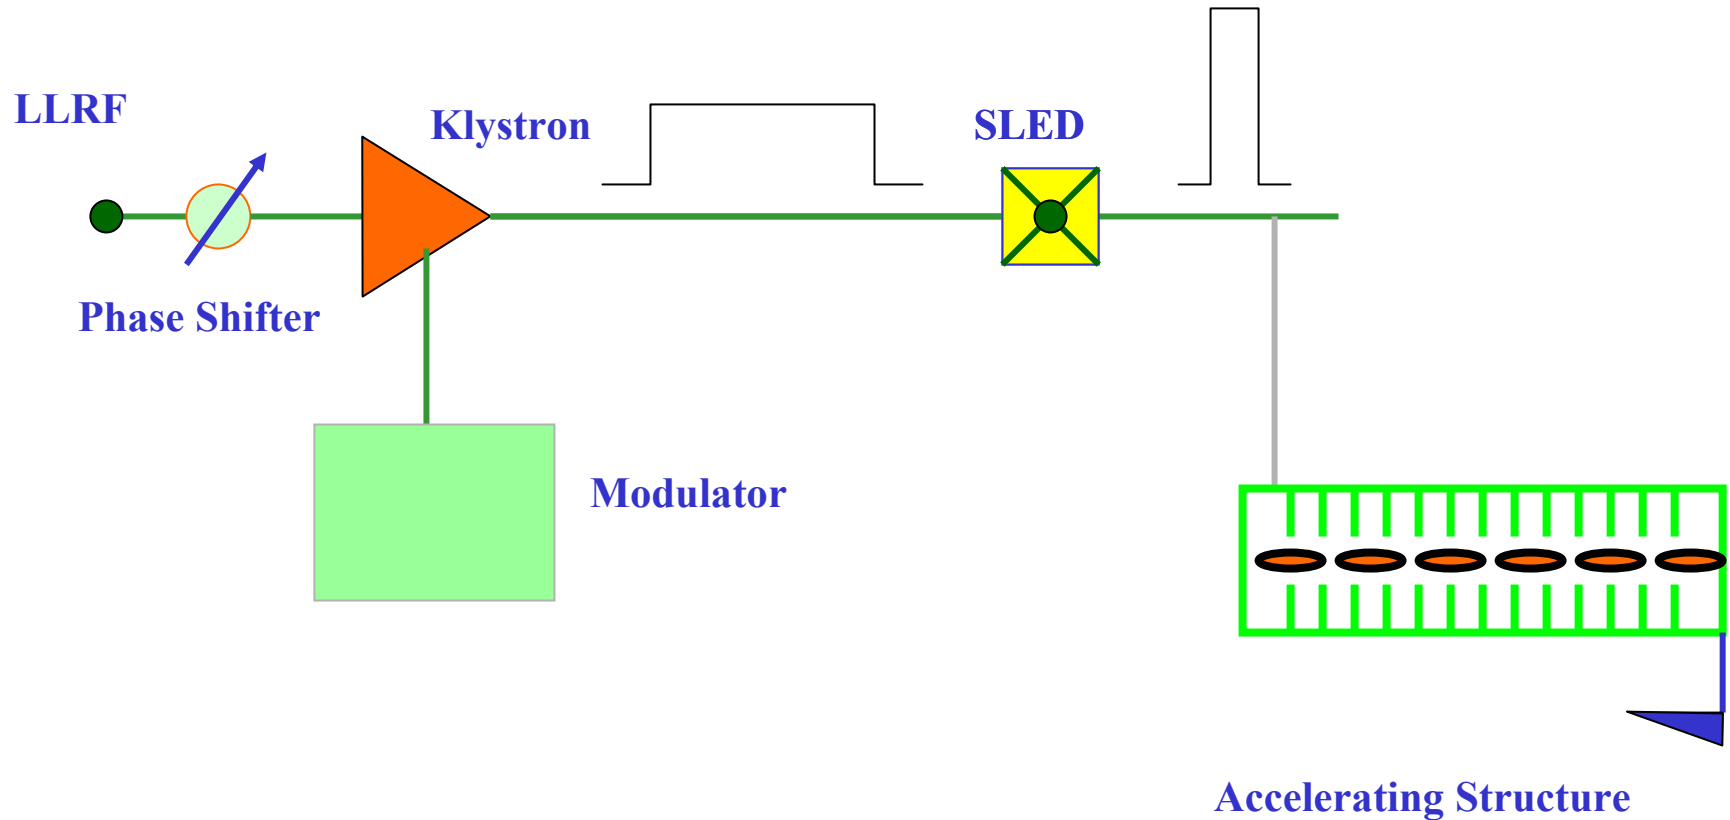 LLRF
Klystron
SLED
Phase Shifter
Modulator
Accelerating Structure